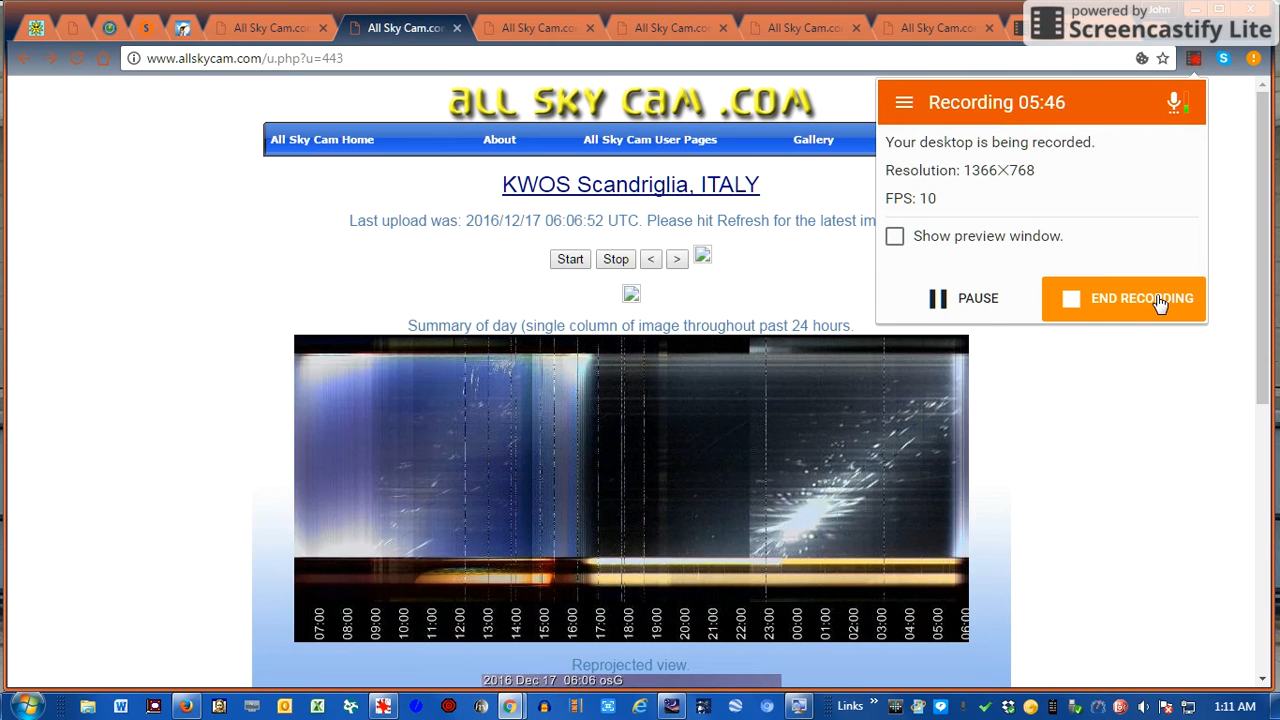 powered by
Screencastify Lite
John
All Sky Cam.co
All Sky Cam.co
All Sky Cam.co
All Sky Cam.co
All Sky Cam.co
All Sky Cam.co
www.allskycam.com/u.php?u=443
ALL SKY CAM .COM
All Sky Cam Home About All Sky Cam User Pages Gallery
KWOS Scandriglia, ITALY
Last upload was: 2016/12/17 06:06:52 UTC. Please hit Refresh for the latest im
Start Stop < >
Summary of day (single column of image throughout past 24 hours.
Recording 05:46
Your desktop is being recorded.
Resolution: 1366×768
FPS: 10
Show preview window.
PAUSE END RECORDING
07:00 08:00 09:00 10:00 11:00 12:00 13:00 14:00 15:00 16:00 17:00 18:00 19:00 20:00 21:00 22:00 23:00 00:00 01:00 02:00 03:00 04:00 05:00 06:00
Reprojected view.
2016 Dec 17 06:06 osG
Links » 1:11 AM